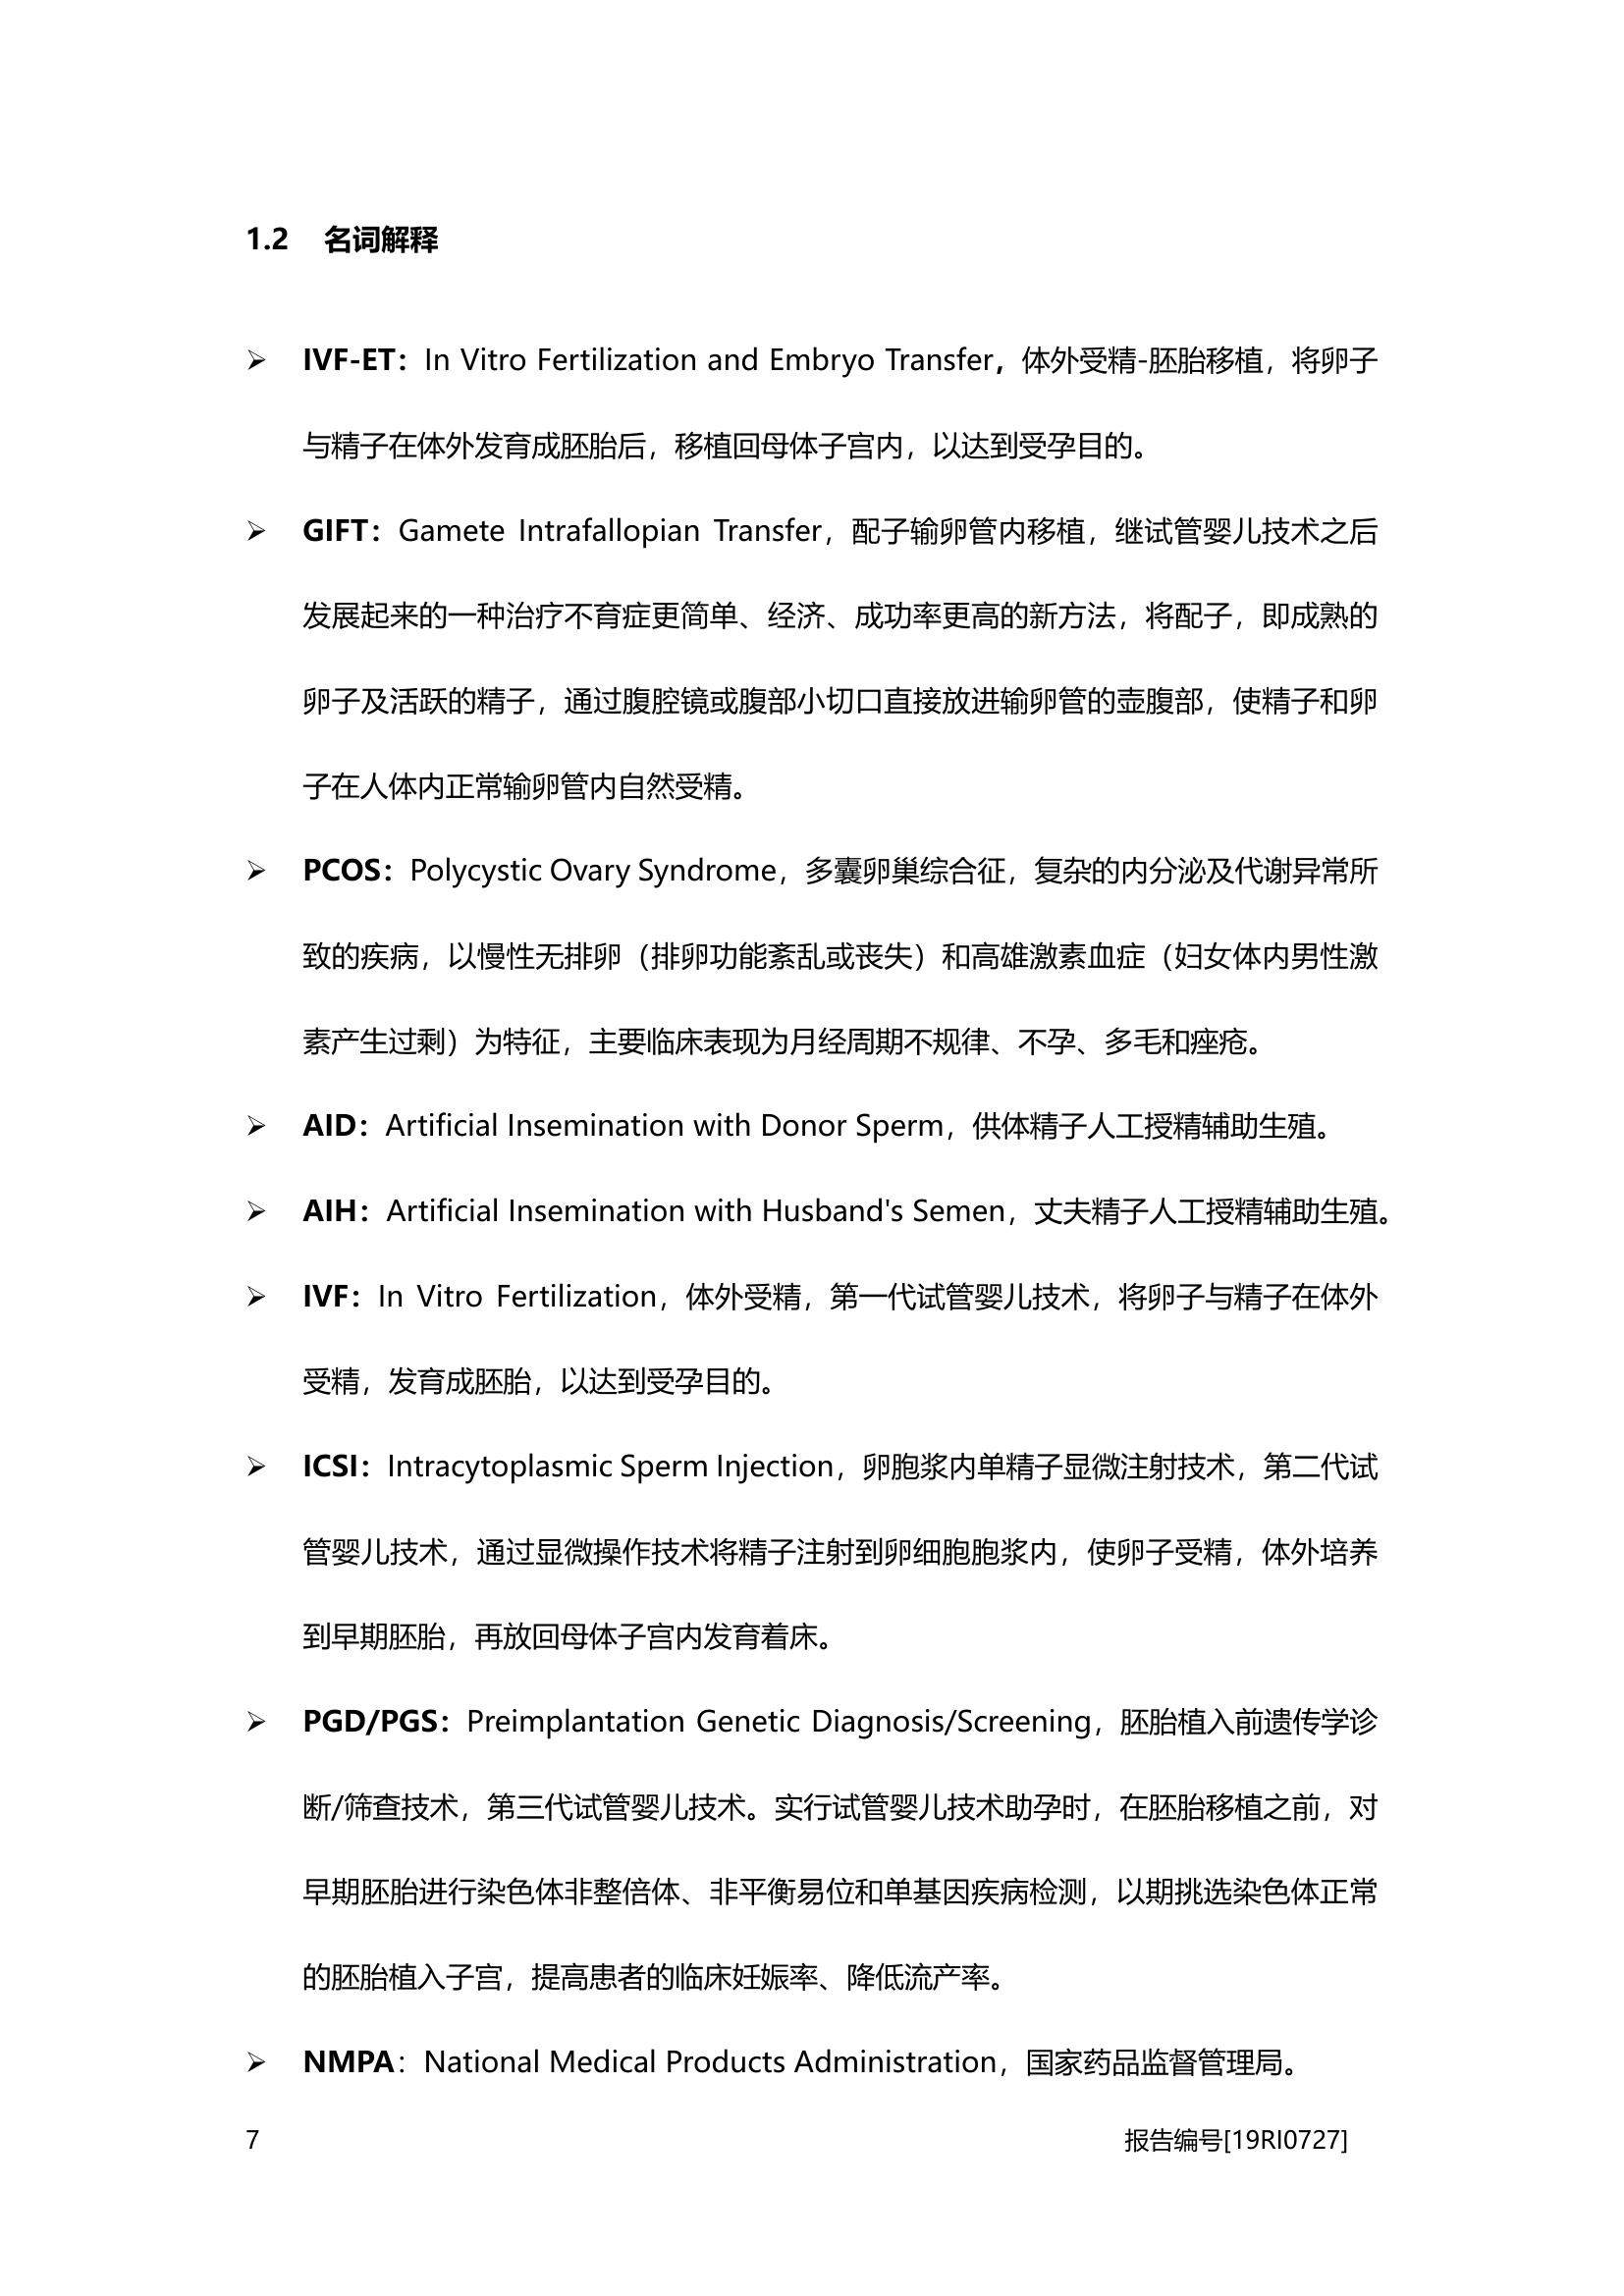 1.2 名词解释
➢ IVF-ET：In Vitro Fertilization and Embryo Transfer，体外受精-胚胎移植，将卵子
与精子在体外发育成胚胎后，移植回母体子宫内，以达到受孕目的。
➢ GIFT：Gamete Intrafallopian Transfer，配子输卵管内移植，继试管婴儿技术之后
发展起来的一种治疗不育症更简单、经济、成功率更高的新方法，将配子，即成熟的
卵子及活跃的精子，通过腹腔镜或腹部小切口直接放进输卵管的壶腹部，使精子和卵
子在人体内正常输卵管内自然受精。
➢ PCOS：Polycystic Ovary Syndrome，多囊卵巢综合征，复杂的内分泌及代谢异常所
致的疾病，以慢性无排卵（排卵功能紊乱或丧失）和高雄激素血症（妇女体内男性激
素产生过剩）为特征，主要临床表现为月经周期不规律、不孕、多毛和痤疮。
➢ AID：Artificial Insemination with Donor Sperm，供体精子人工授精辅助生殖。
➢ AIH：Artificial Insemination with Husband's Semen，丈夫精子人工授精辅助生殖。
➢ IVF：In Vitro Fertilization，体外受精，第一代试管婴儿技术，将卵子与精子在体外
受精，发育成胚胎，以达到受孕目的。
➢ ICSI：Intracytoplasmic Sperm Injection，卵胞浆内单精子显微注射技术，第二代试
管婴儿技术，通过显微操作技术将精子注射到卵细胞胞浆内，使卵子受精，体外培养
到早期胚胎，再放回母体子宫内发育着床。
➢ PGD/PGS：Preimplantation Genetic Diagnosis/Screening，胚胎植入前遗传学诊
断/筛查技术，第三代试管婴儿技术。实行试管婴儿技术助孕时，在胚胎移植之前，对
早期胚胎进行染色体非整倍体、非平衡易位和单基因疾病检测，以期挑选染色体正常
的胚胎植入子宫，提高患者的临床妊娠率、降低流产率。
➢ NMPA：National Medical Products Administration，国家药品监督管理局。
7 报告编号[19RI0727]